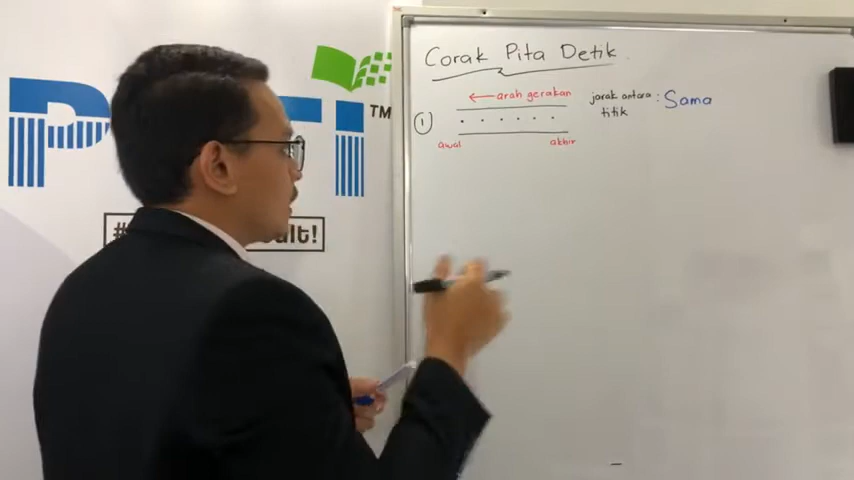 Corak Pita Detik
← arah gerakan
jarak antara : Sama
titik
1
awal
akhir
TM